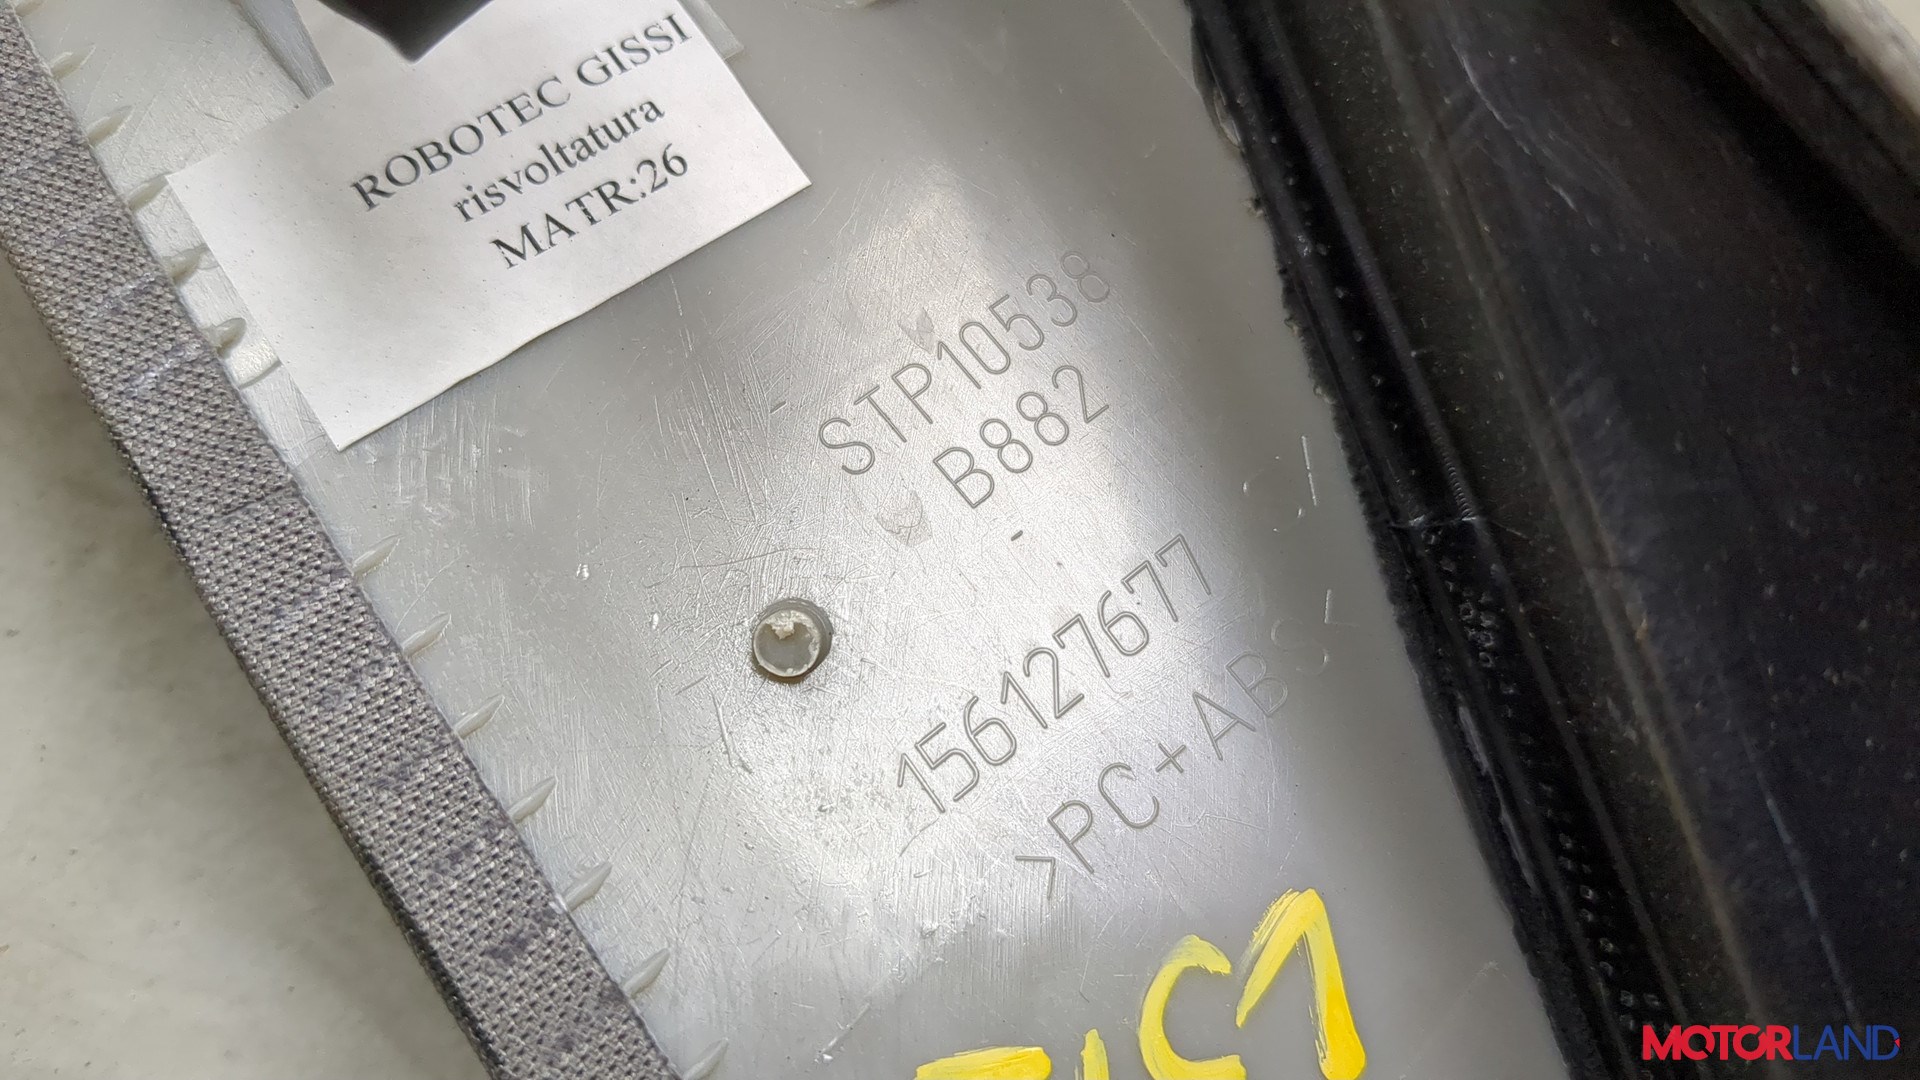 ROBOTEC GISSI
risvoltatura
MATR:26
STP10538
B882
156127677
>PC+ABS<
MOTORLAND